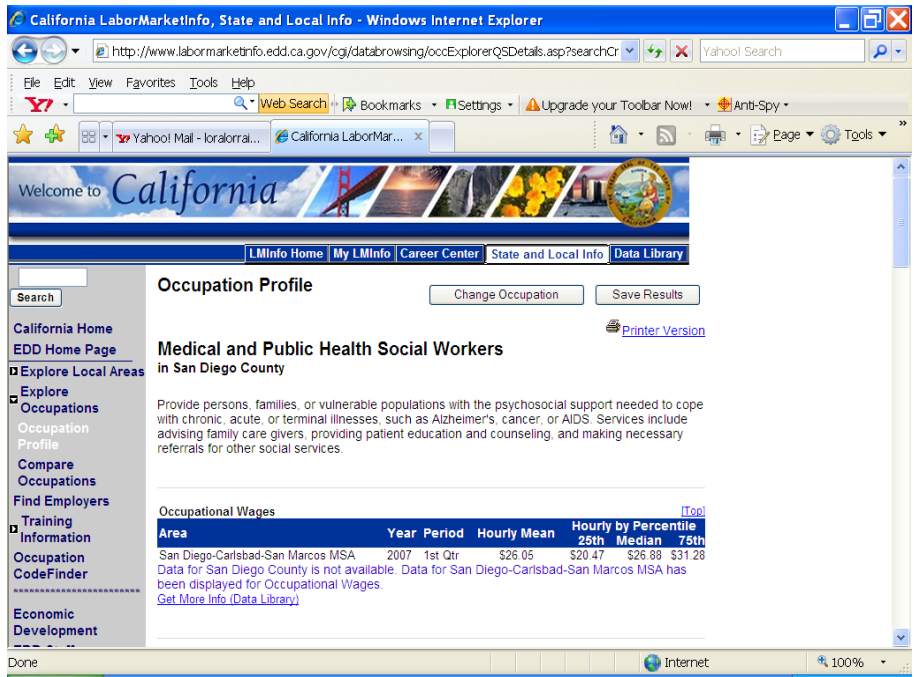 California LaborMarketInfo, State and Local Info - Windows Internet Explorer
http://www.labormarketinfo.edd.ca.gov/cgi/databrowsing/occExplorerQSDetails.asp?searchCr
Yahoo! Search
File Edit View Favorites Tools Help
Y! Web Search Bookmarks Settings Upgrade your Toolbar Now! Anti-Spy
Yahoo! Mail - loralorrai... California LaborMar... x Page Tools »
Welcome to California
LMInfo Home My LMInfo Career Center State and Local Info Data Library
Search
California Home
EDD Home Page
Explore Local Areas
Explore
Occupations
Occupation
Profile
Compare
Occupations
Find Employers
Training
Information
Occupation
CodeFinder
************************
Economic
Development
Occupation Profile
Change Occupation Save Results
Printer Version
Medical and Public Health Social Workers
in San Diego County
Provide persons, families, or vulnerable populations with the psychosocial support needed to cope
with chronic, acute, or terminal illnesses, such as Alzheimer's, cancer, or AIDS. Services include
advising family care givers, providing patient education and counseling, and making necessary
referrals for other social services.
Occupational Wages [Top]
Area Year Period Hourly Mean Hourly by Percentile
25th Median 75th
San Diego-Carlsbad-San Marcos MSA 2007 1st Qtr $26.05 $20.47 $26.88 $31.28
Data for San Diego County is not available. Data for San Diego-Carlsbad-San Marcos MSA has
been displayed for Occupational Wages.
Get More Info (Data Library)
Done Internet 100%